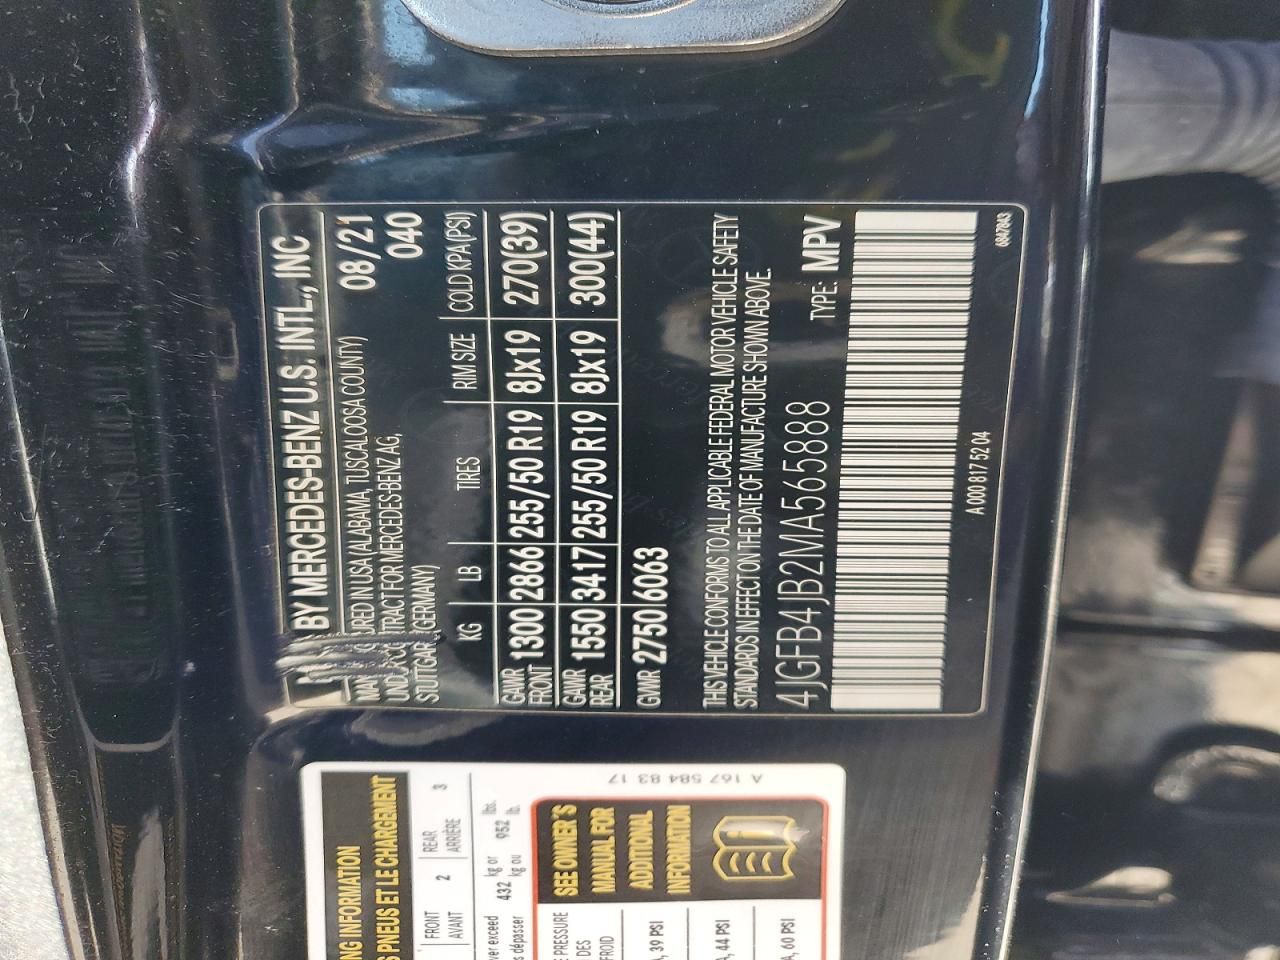 BY MERCEDES-BENZ U.S. INTL., INC
RED IN USA (ALABAMA, TUSCALOOSA COUNTY) 08/21
UNDER CONTRACT FOR MERCEDES-BENZ AG, 040
STUTTGART (GERMANY)
KG LB TIRES RIM SIZE COLD KPA (PSI)
GAWR FRONT 1300 2866 255/50 R19 8Jx19 270(39)
GAWR REAR 1550 3417 255/50 R19 8Jx19 300(44)
GVWR 2750/6063
THIS VEHICLE CONFORMS TO ALL APPLICABLE FEDERAL MOTOR VEHICLE SAFETY
STANDARDS IN EFFECT ON THE DATE OF MANUFACTURE SHOWN ABOVE.
4JGFB4JB2MA565888 TYPE: MPV
A 000 817 52 04
6847843
NG INFORMATION
PNEUS ET LE CHARGEMENT
FRONT 2 REAR 3
AVANT ARRIÈRE
ver exceed 432 kg or 952 lbs.
s dépasser kg ou lb.
SEE OWNER'S
MANUAL FOR
ADDITIONAL
INFORMATION
E PRESSURE
DES
FROID
, 39 PSI
A, 44 PSI
A, 60 PSI
A 167 584 83 17